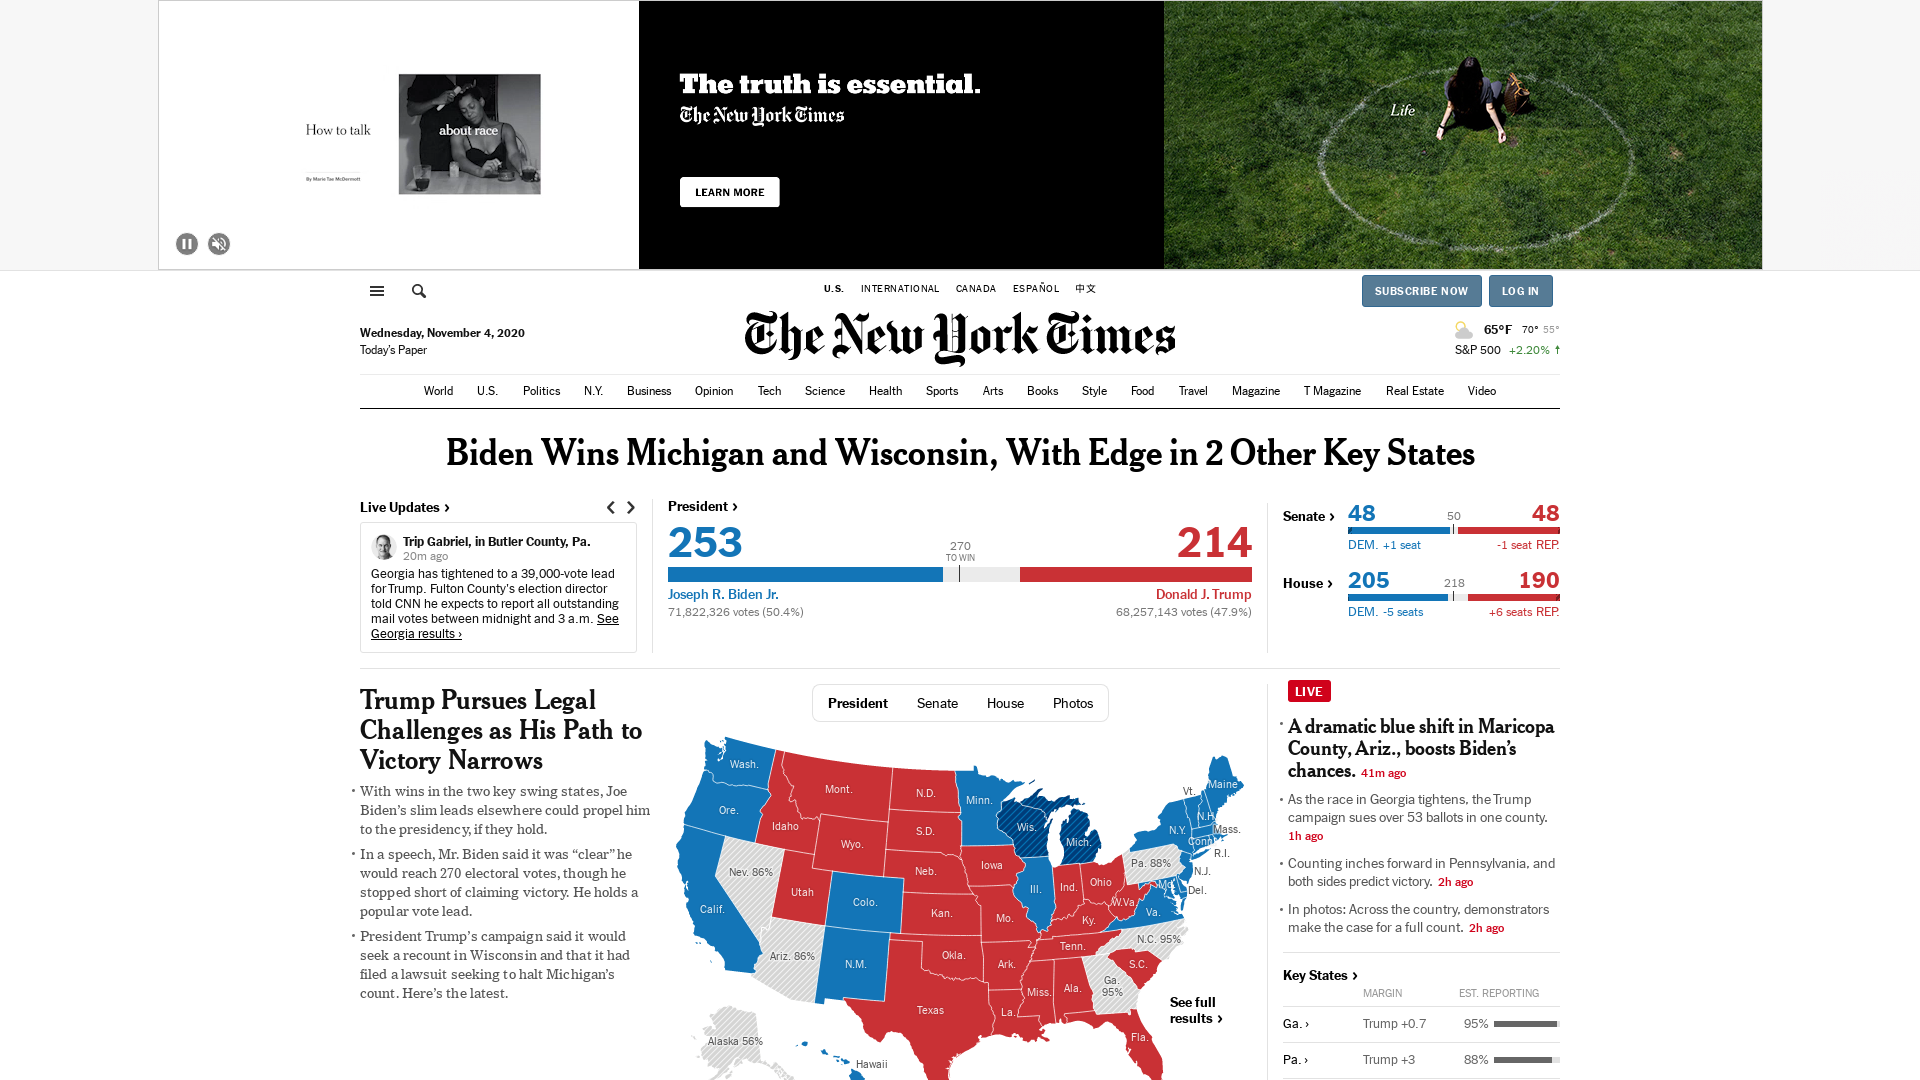 How to talk
about race
By Marie Tae McDermott
The truth is essential.
The New York Times
LEARN MORE
Life
U.S. INTERNATIONAL CANADA ESPAÑOL 中文
SUBSCRIBE NOW
LOG IN
Wednesday, November 4, 2020
Today's Paper
The New York Times
65°F 70° 55°
S&P 500 +2.20% ↑
World U.S. Politics N.Y. Business Opinion Tech Science Health Sports Arts Books Style Food Travel Magazine T Magazine Real Estate Video
Biden Wins Michigan and Wisconsin, With Edge in 2 Other Key States
Live Updates ›
Trip Gabriel, in Butler County, Pa.
20m ago
Georgia has tightened to a 39,000-vote lead
for Trump. Fulton County's election director
told CNN he expects to report all outstanding
mail votes between midnight and 3 a.m. See
Georgia results ›
President ›
253
270
TO WIN
214
Joseph R. Biden Jr.
Donald J. Trump
71,822,326 votes (50.4%)
68,257,143 votes (47.9%)
Senate ›
48
50
48
DEM. +1 seat
-1 seat REP.
House ›
205
218
190
DEM. -5 seats
+6 seats REP.
Trump Pursues Legal
Challenges as His Path to
Victory Narrows
• With wins in the two key swing states, Joe
Biden's slim leads elsewhere could propel him
to the presidency, if they hold.
• In a speech, Mr. Biden said it was “clear” he
would reach 270 electoral votes, though he
stopped short of claiming victory. He holds a
popular vote lead.
• President Trump's campaign said it would
seek a recount in Wisconsin and that it had
filed a lawsuit seeking to halt Michigan's
count. Here's the latest.
President Senate House Photos
Wash.
Ore.
Calif.
Nev. 86%
Idaho
Mont.
Wyo.
Utah
Ariz. 86%
Colo.
N.M.
N.D.
S.D.
Neb.
Kan.
Okla.
Texas
Minn.
Iowa
Mo.
Ark.
La.
Wis.
Ill.
Mich.
Ind.
Ohio
Ky.
Tenn.
Miss.
Ala.
Ga.
95%
Fla.
S.C.
N.C. 95%
Va.
W.Va.
Md.
Pa. 88%
N.Y.
Vt.
N.H.
Maine
Mass.
Conn.
R.I.
N.J.
Del.
Alaska 56%
Hawaii
See full
results ›
LIVE
• A dramatic blue shift in Maricopa
County, Ariz., boosts Biden's
chances. 41m ago
• As the race in Georgia tightens, the Trump
campaign sues over 53 ballots in one county.
1h ago
• Counting inches forward in Pennsylvania, and
both sides predict victory. 2h ago
• In photos: Across the country, demonstrators
make the case for a full count. 2h ago
Key States ›
MARGIN EST. REPORTING
Ga. › Trump +0.7 95%
Pa. › Trump +3 88%